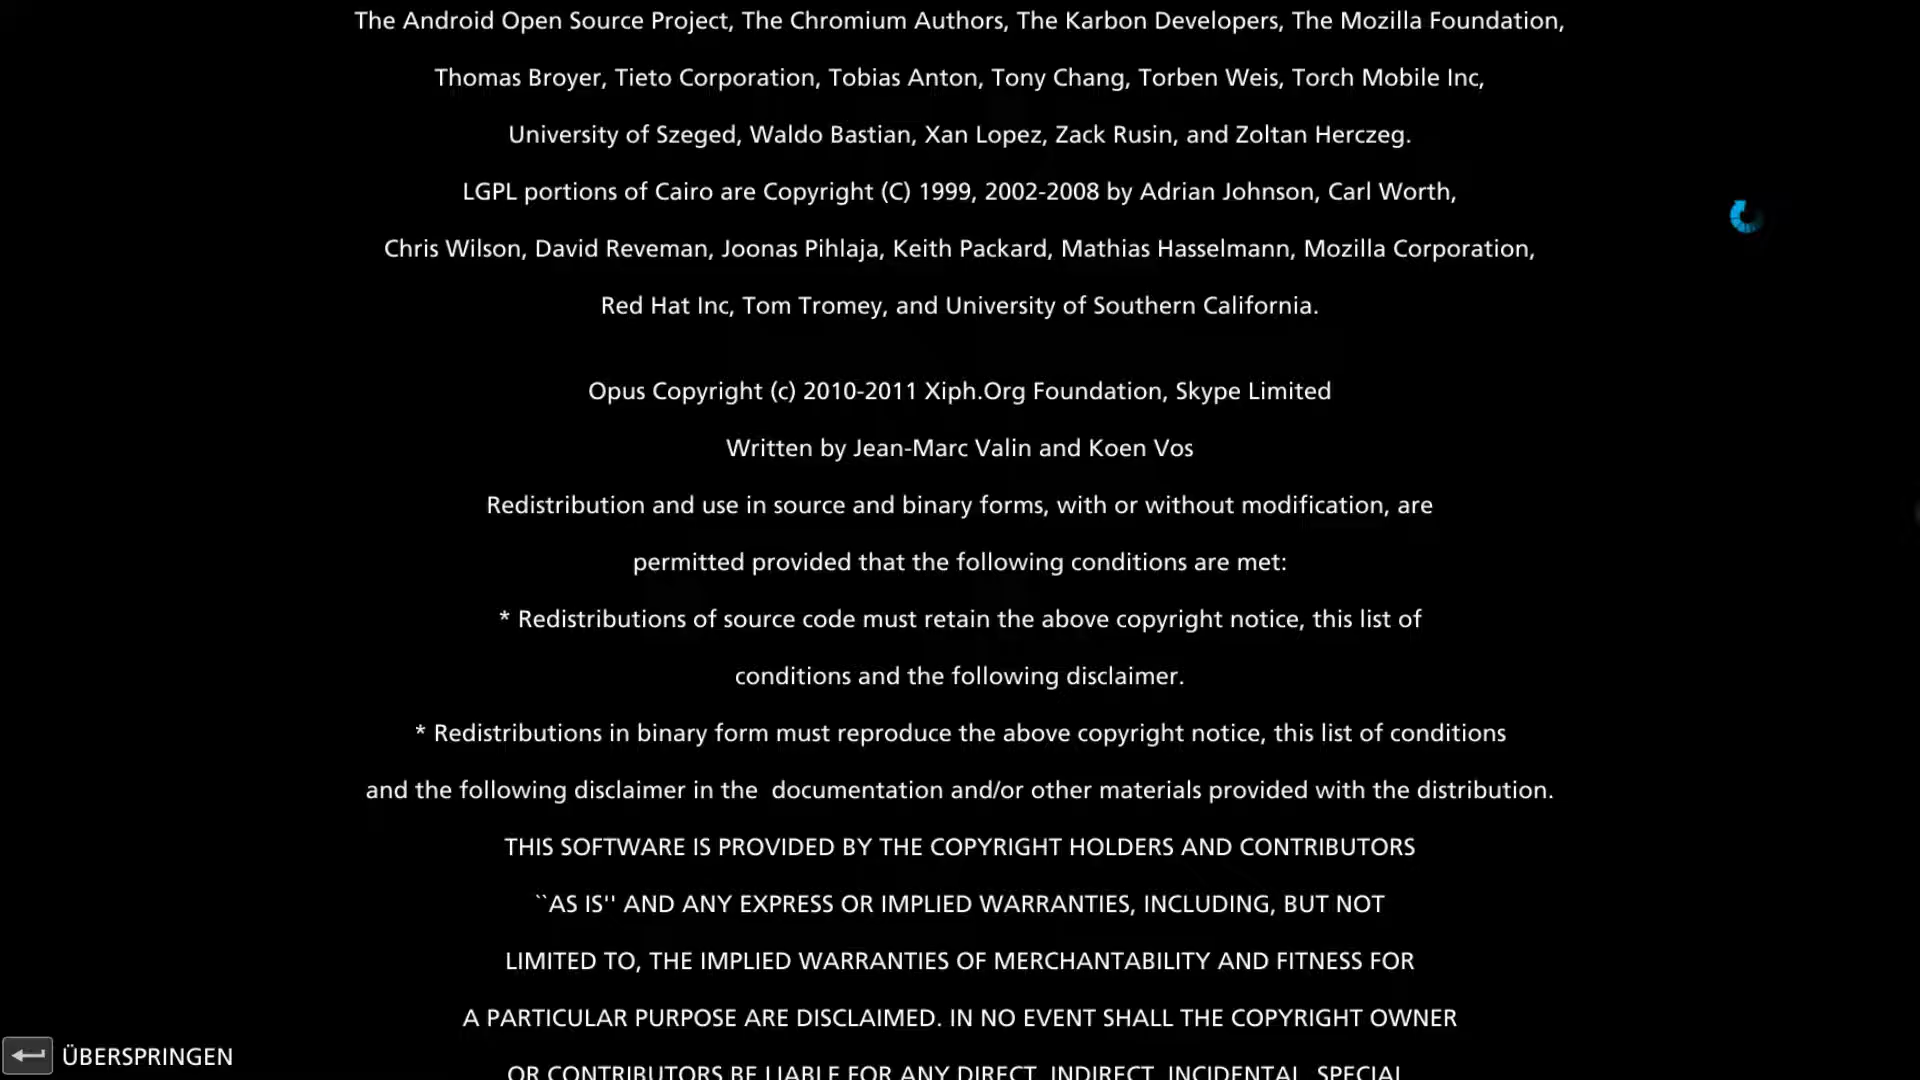 The Android Open Source Project, The Chromium Authors, The Karbon Developers, The Mozilla Foundation,
Thomas Broyer, Tieto Corporation, Tobias Anton, Tony Chang, Torben Weis, Torch Mobile Inc,
University of Szeged, Waldo Bastian, Xan Lopez, Zack Rusin, and Zoltan Herczeg.
LGPL portions of Cairo are Copyright (C) 1999, 2002-2008 by Adrian Johnson, Carl Worth,
Chris Wilson, David Reveman, Joonas Pihlaja, Keith Packard, Mathias Hasselmann, Mozilla Corporation,
Red Hat Inc, Tom Tromey, and University of Southern California.
Opus Copyright (c) 2010-2011 Xiph.Org Foundation, Skype Limited
Written by Jean-Marc Valin and Koen Vos
Redistribution and use in source and binary forms, with or without modification, are
permitted provided that the following conditions are met:
* Redistributions of source code must retain the above copyright notice, this list of
conditions and the following disclaimer.
* Redistributions in binary form must reproduce the above copyright notice, this list of conditions
and the following disclaimer in the  documentation and/or other materials provided with the distribution.
THIS SOFTWARE IS PROVIDED BY THE COPYRIGHT HOLDERS AND CONTRIBUTORS
``AS IS'' AND ANY EXPRESS OR IMPLIED WARRANTIES, INCLUDING, BUT NOT
LIMITED TO, THE IMPLIED WARRANTIES OF MERCHANTABILITY AND FITNESS FOR
A PARTICULAR PURPOSE ARE DISCLAIMED. IN NO EVENT SHALL THE COPYRIGHT OWNER
OR CONTRIBUTORS BE LIABLE FOR ANY DIRECT, INDIRECT, INCIDENTAL, SPECIAL,
ÜBERSPRINGEN